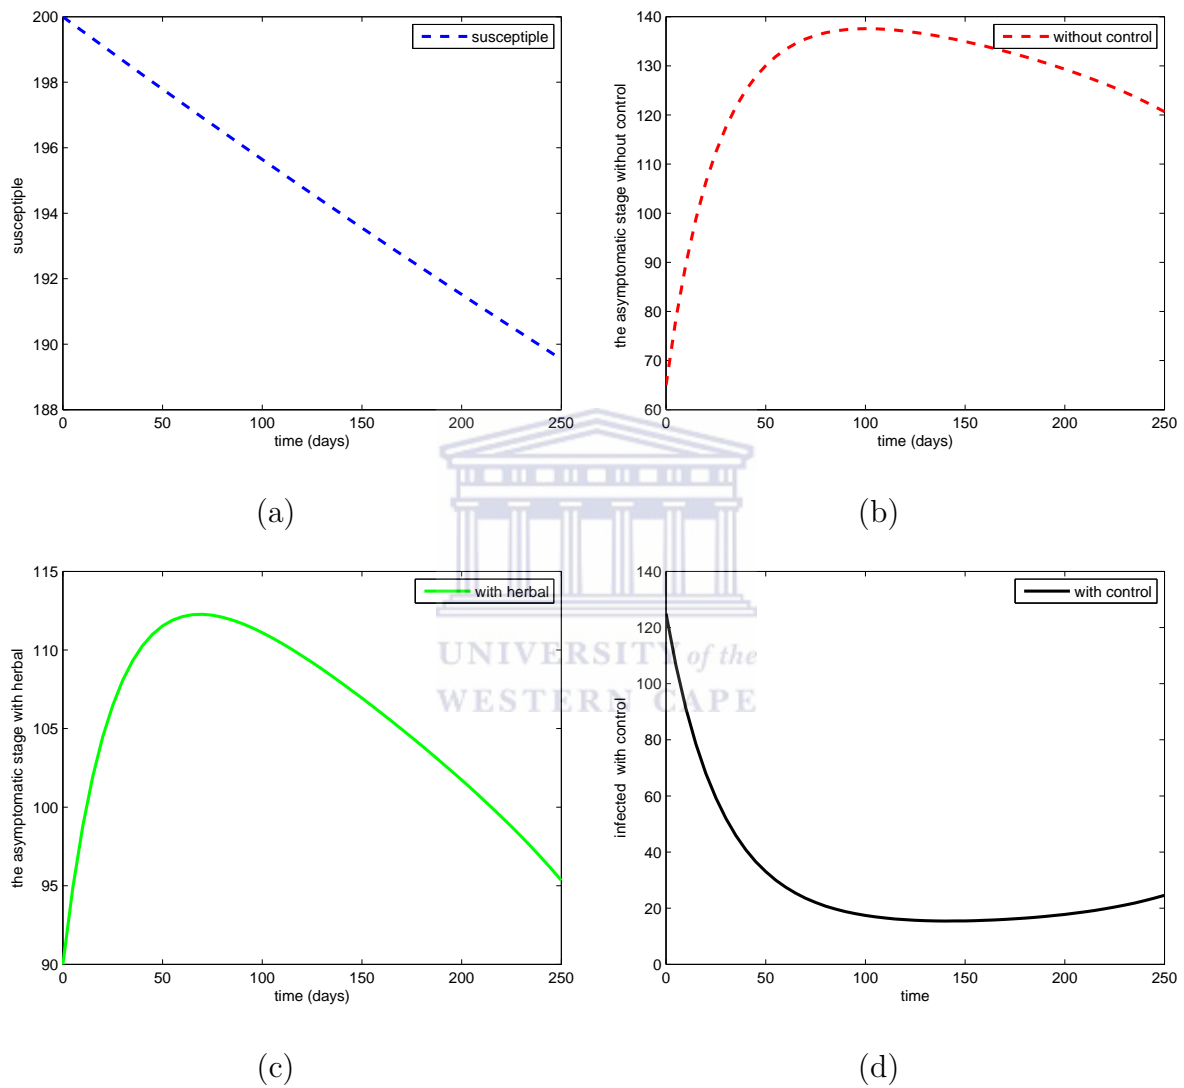 200
198
196
194
192
190
188
susceptiple
susceptiple
0 50 100 150 200 250
time (days)
(a)
140
130
120
110
100
90
80
70
60
the asymptomatic stage without control
without control
0 50 100 150 200 250
time (days)
(b)
UNIVERSITY of the
WESTERN CAPE
115
110
105
100
95
90
the asymptomatic stage with herbal
with herbal
0 50 100 150 200 250
time (days)
(c)
140
120
100
80
60
40
20
0
infected with control
with control
0 50 100 150 200 250
time
(d)